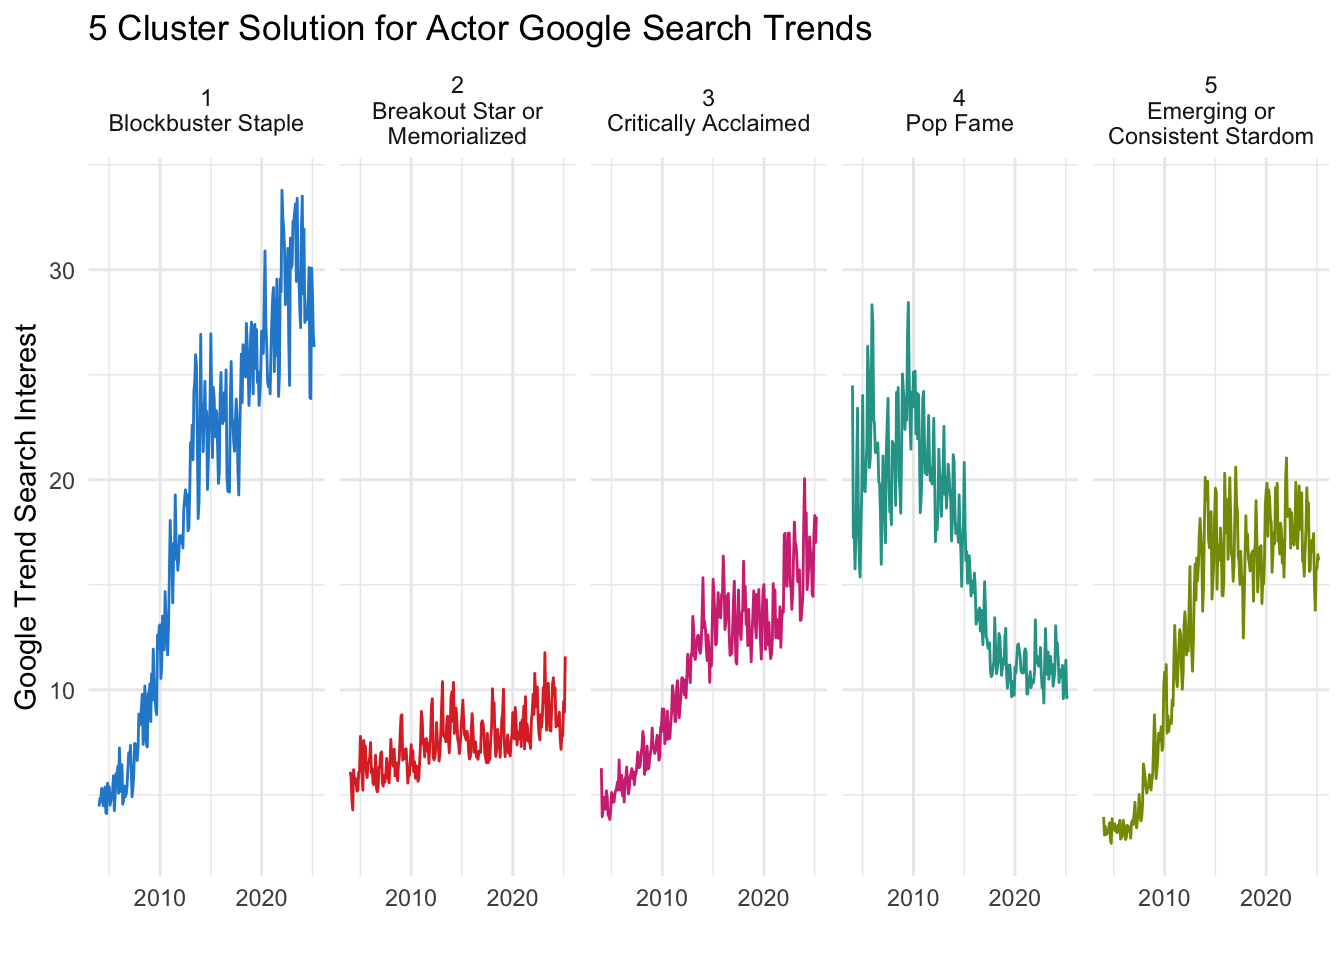 5 Cluster Solution for Actor Google Search Trends
1
Blockbuster Staple
2
Breakout Star or
Memorialized
3
Critically Acclaimed
4
Pop Fame
5
Emerging or
Consistent Stardom
Google Trend Search Interest
30
20
10
2010 2020
2010 2020
2010 2020
2010 2020
2010 2020